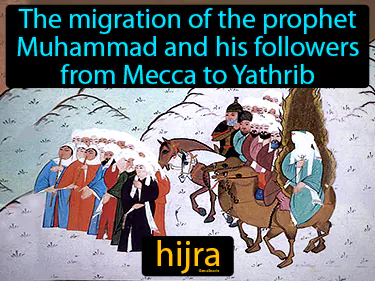 The migration of the prophet
Muhammad and his followers
from Mecca to Yathrib
hijra